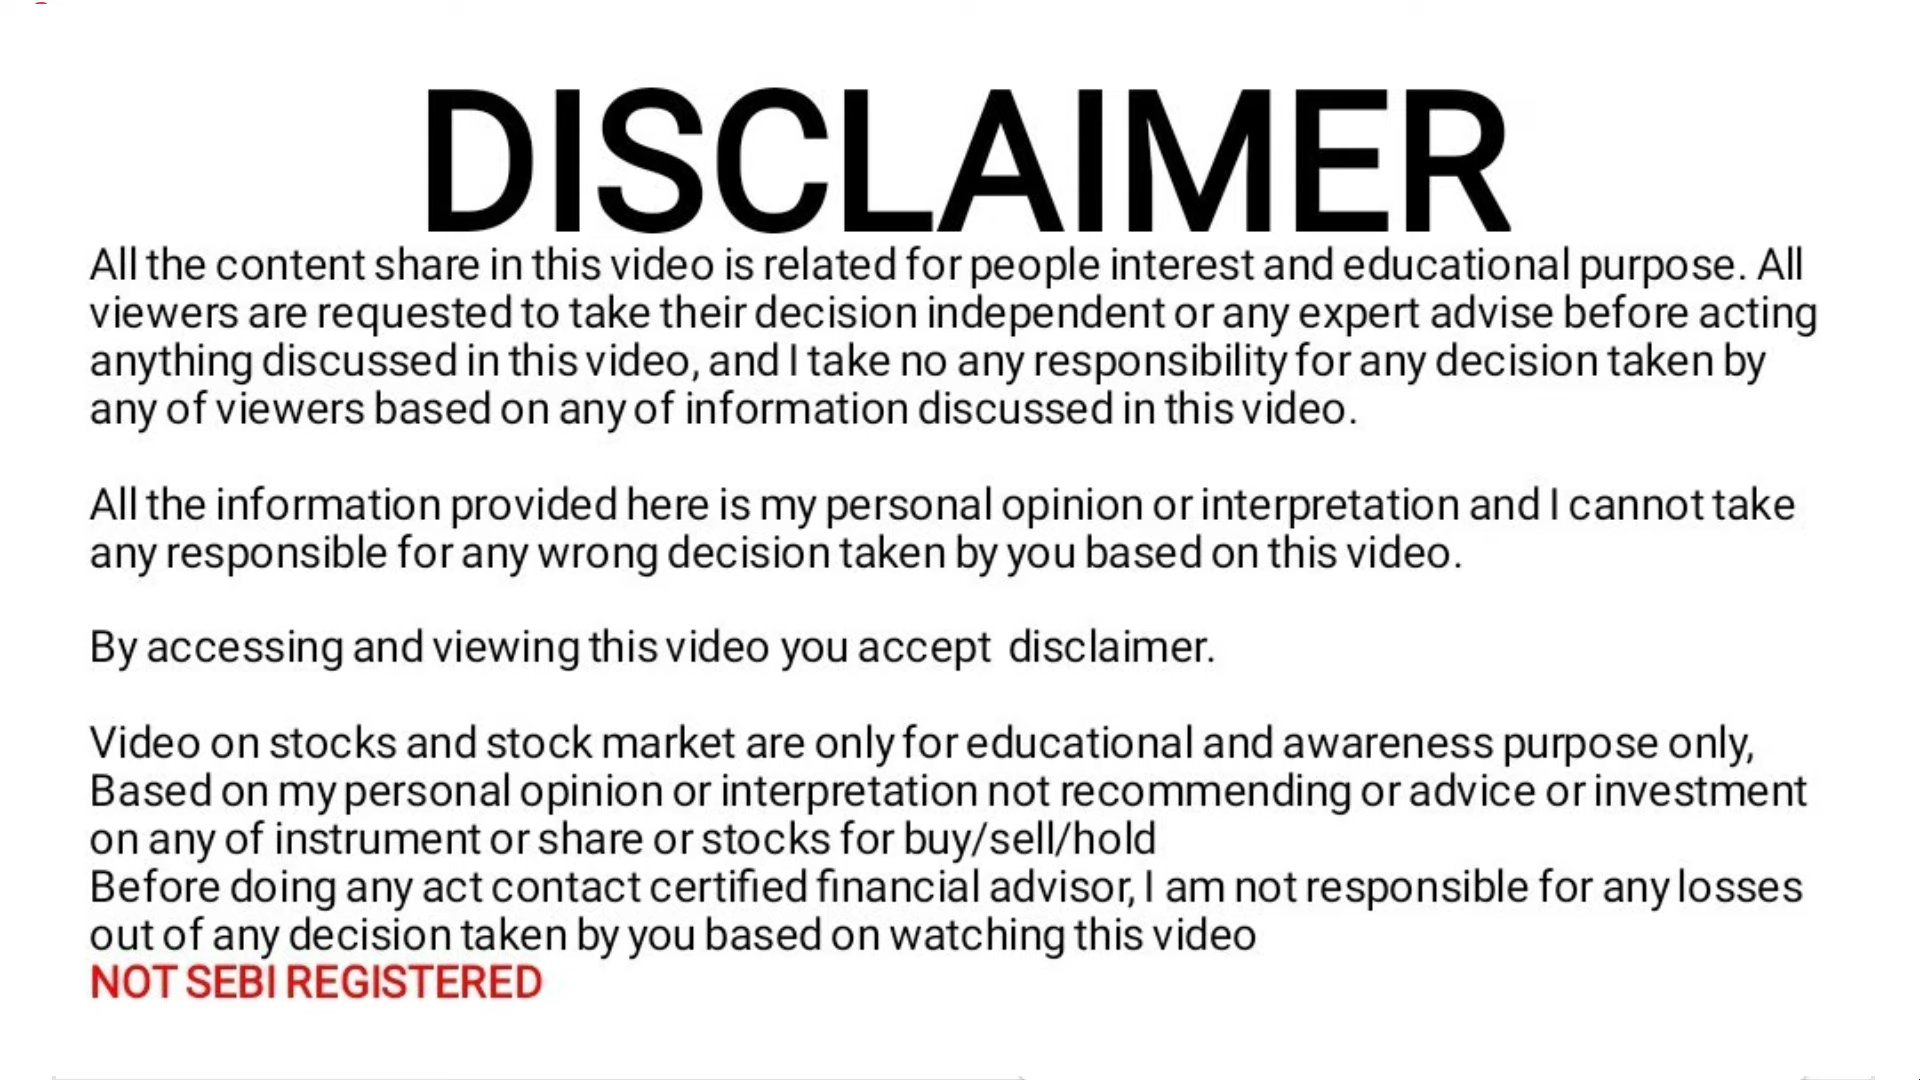 DISCLAIMER
All the content share in this video is related for people interest and educational purpose. All
viewers are requested to take their decision independent or any expert advise before acting
anything discussed in this video, and I take no any responsibility for any decision taken by
any of viewers based on any of information discussed in this video.
All the information provided here is my personal opinion or interpretation and I cannot take
any responsible for any wrong decision taken by you based on this video.
By accessing and viewing this video you accept disclaimer.
Video on stocks and stock market are only for educational and awareness purpose only,
Based on my personal opinion or interpretation not recommending or advice or investment
on any of instrument or share or stocks for buy/sell/hold
Before doing any act contact certified financial advisor, I am not responsible for any losses
out of any decision taken by you based on watching this video
NOT SEBI REGISTERED